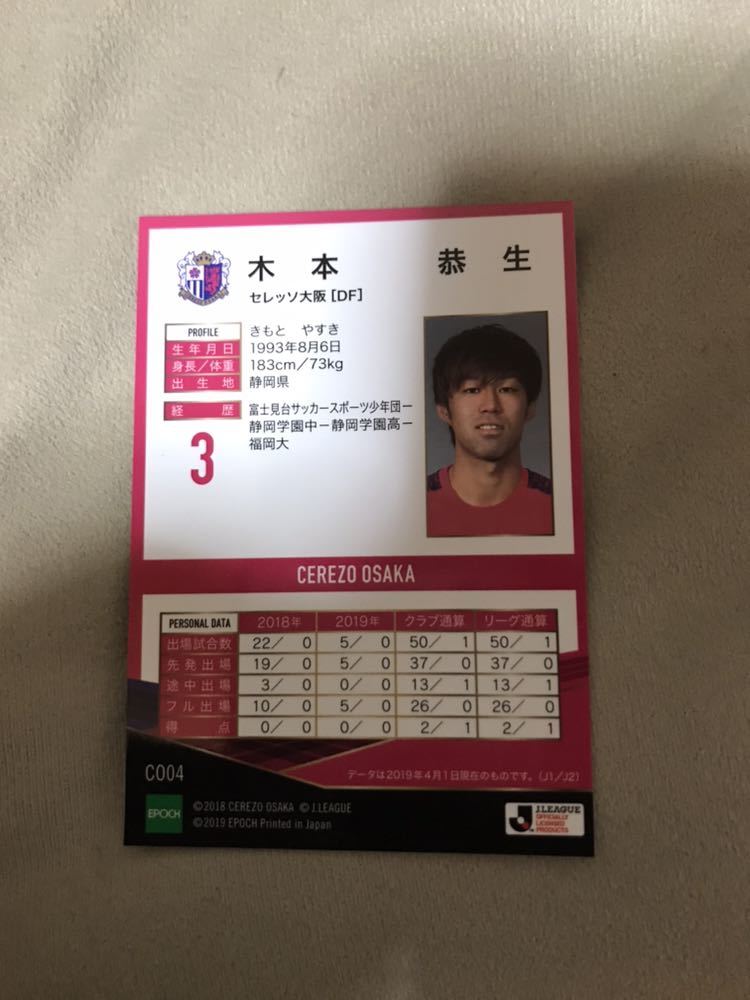 木本 恭生
セレッソ大阪 [DF]
PROFILE きもと やすき
生年月日 1993年8月6日
身長／体重 183cm／73kg
出生地 静岡県
経歴 富士見台サッカースポーツ少年団ー
静岡学園中ー静岡学園高ー
福岡大
3
CEREZO OSAKA
PERSONAL DATA 2018年 2019年 クラブ通算 リーグ通算
出場試合数 22／ 0 5／ 0 50／ 1 50／ 1
先発出場 19／ 0 5／ 0 37／ 0 37／ 0
途中出場 3／ 0 0／ 0 13／ 1 13／ 1
フル出場 10／ 0 5／ 0 26／ 0 26／ 0
得点 0／ 0 0／ 0 2／ 1 2／ 1
CO04
データは2019年4月1日現在のものです。(J1／J2)
EPOCH
©2018 CEREZO OSAKA © J.LEAGUE
©2019 EPOCH Printed in Japan
J.LEAGUE
OFFICIALLY
LICENSED
PRODUCTS